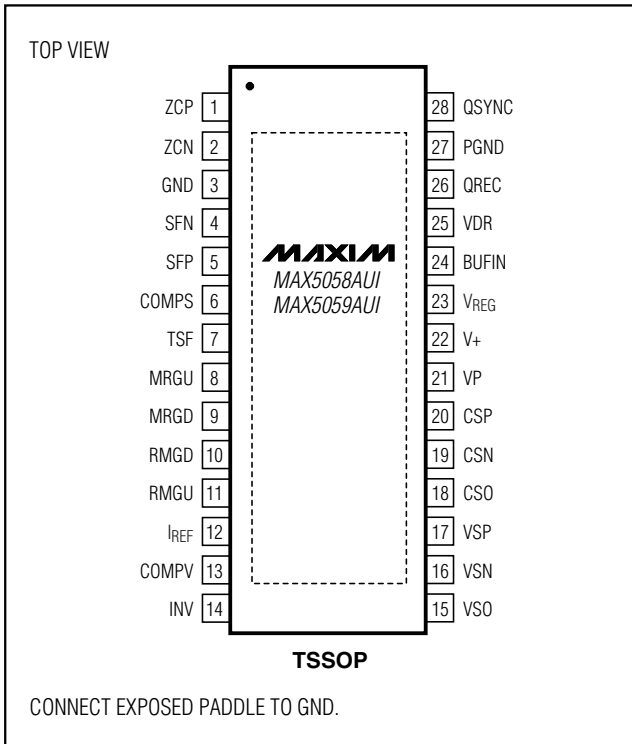 TOP VIEW
ZCP 1
ZCN 2
GND 3
SFN 4
SFP 5
COMPS 6
TSF 7
MRGU 8
MRGD 9
RMGD 10
RMGU 11
IREF 12
COMPV 13
INV 14
MAXIM
MAX5058AUI
MAX5059AUI
28 QSYNC
27 PGND
26 QREC
25 VDR
24 BUFIN
23 VREG
22 V+
21 VP
20 CSP
19 CSN
18 CSO
17 VSP
16 VSN
15 VSO
TSSOP
CONNECT EXPOSED PADDLE TO GND.